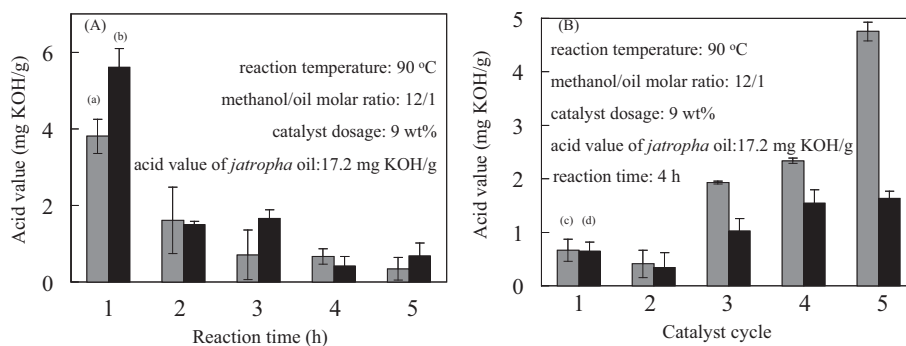 (A)
(b)
(a)
reaction temperature: 90 °C
methanol/oil molar ratio: 12/1
catalyst dosage: 9 wt%
acid value of jatropha oil:17.2 mg KOH/g
Acid value (mg KOH/g)
6
4
2
0
1 2 3 4 5
Reaction time (h)
(B)
reaction temperature: 90 °C
methanol/oil molar ratio: 12/1
catalyst dosage: 9 wt%
acid value of jatropha oil:17.2 mg KOH/g
reaction time: 4 h
(c) (d)
Acid value (mg KOH/g)
5
4
3
2
1
0
1 2 3 4 5
Catalyst cycle